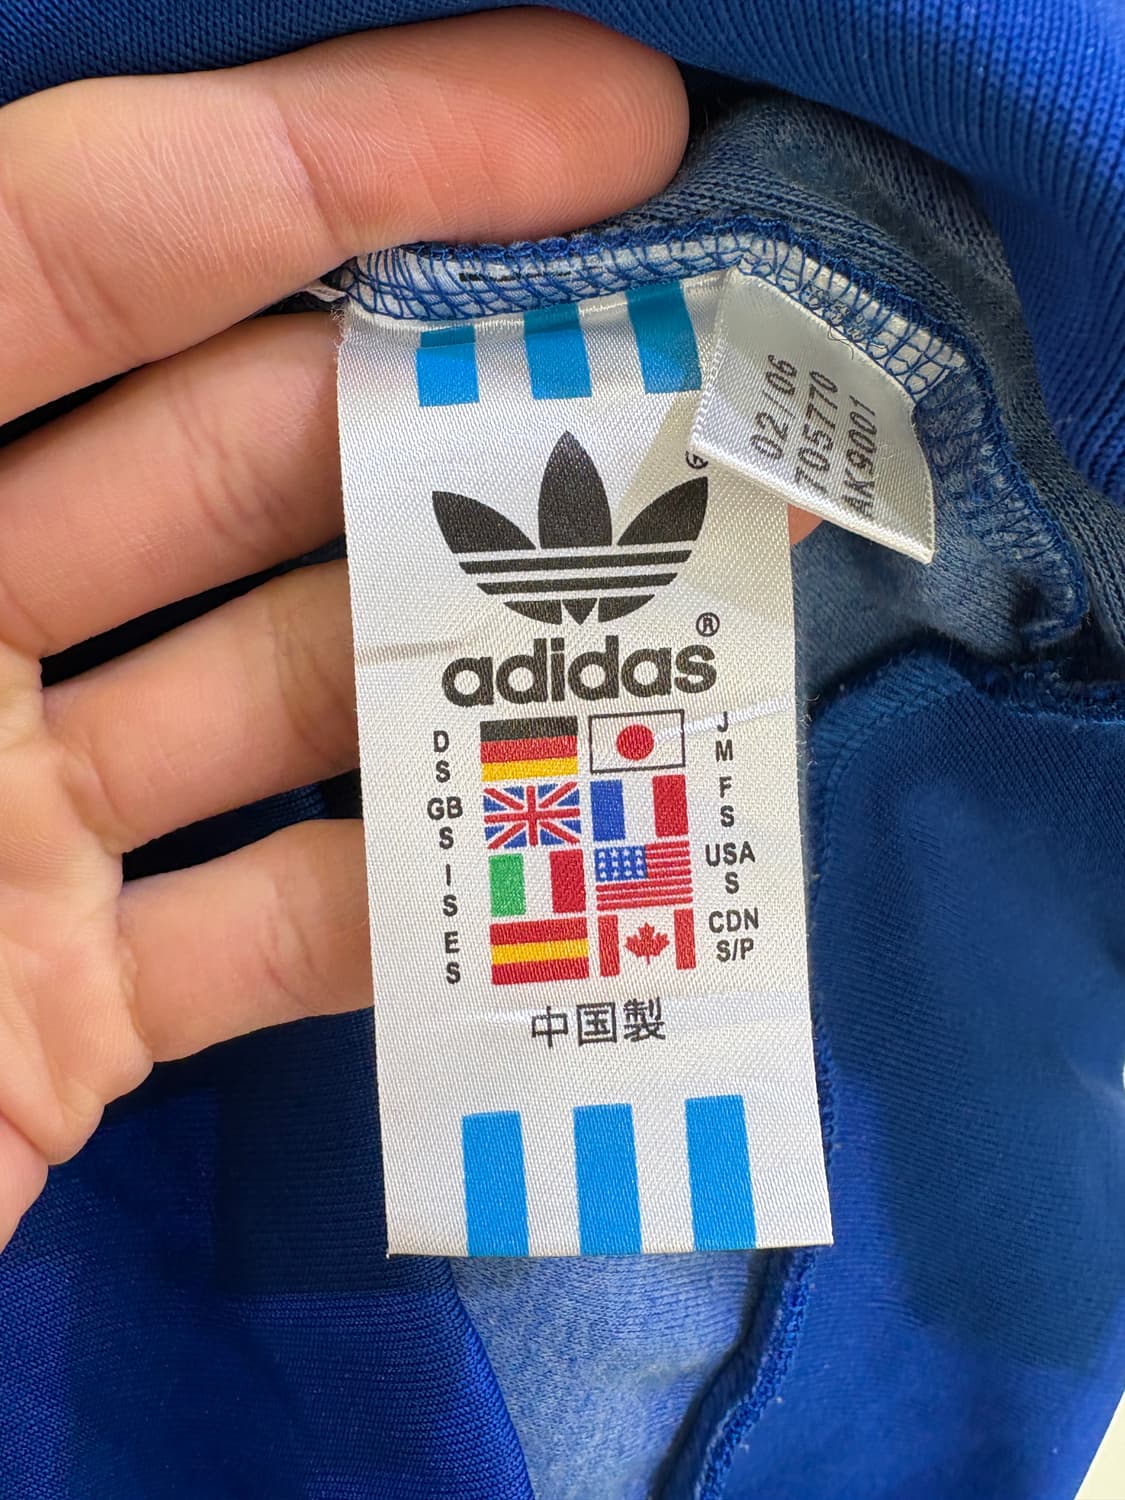 02/06
705770
AK9001
G
adidas®
D
S
J
M
GB
S
F
S
I
S
USA
S
E
S
CDN
S/P
中国製